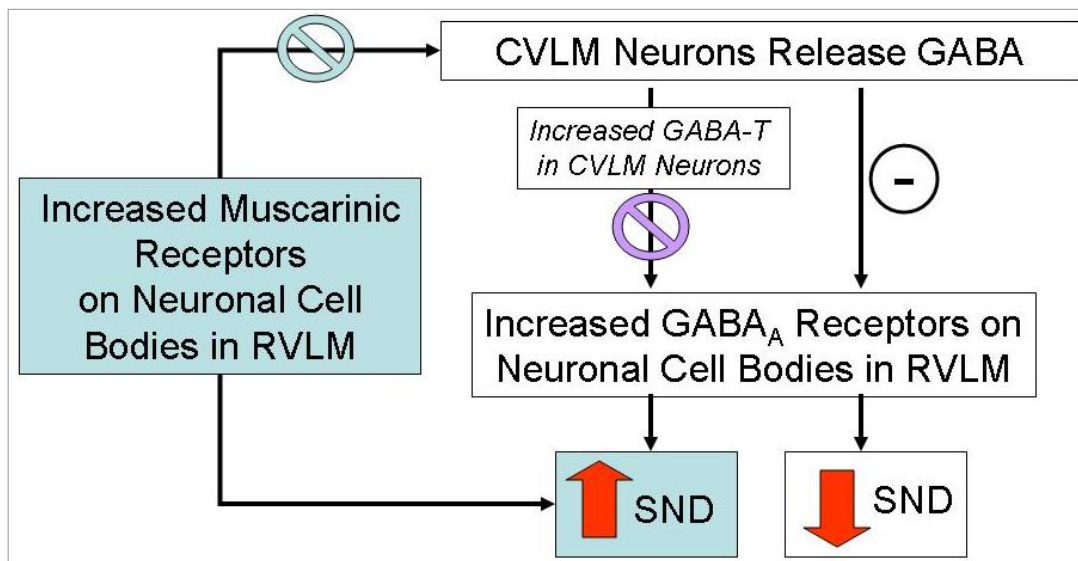 CVLM Neurons Release GABA
Increased GABA-T
in CVLM Neurons
-
Increased Muscarinic
Receptors
on Neuronal Cell
Bodies in RVLM
Increased GABAA Receptors on
Neuronal Cell Bodies in RVLM
SND
SND